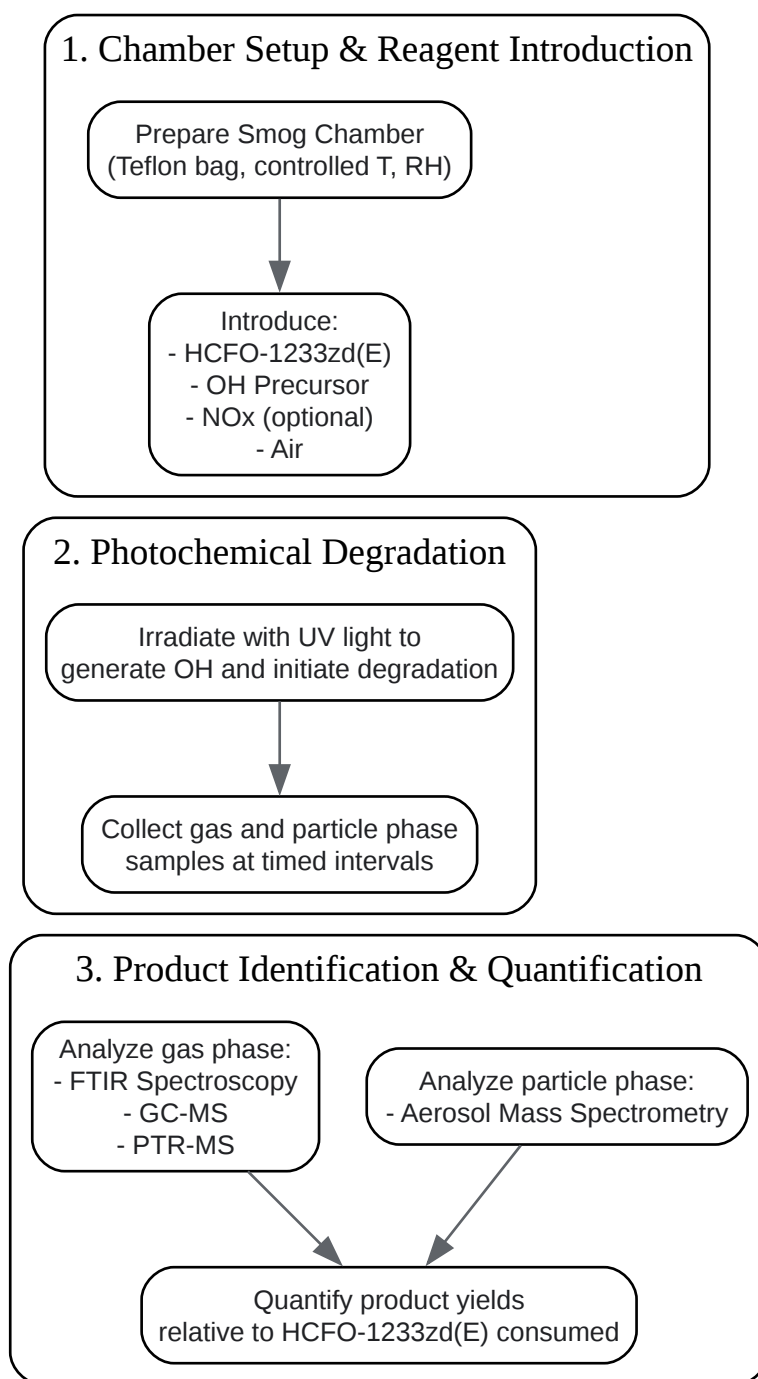 1. Chamber Setup & Reagent Introduction
Prepare Smog Chamber
(Teflon bag, controlled T, RH)
Introduce:
- HCFO-1233zd(E)
- OH Precursor
- NOx (optional)
- Air
2. Photochemical Degradation
Irradiate with UV light to
generate OH and initiate degradation
Collect gas and particle phase
samples at timed intervals
3. Product Identification & Quantification
Analyze gas phase:
- FTIR Spectroscopy
- GC-MS
- PTR-MS
Analyze particle phase:
- Aerosol Mass Spectrometry
Quantify product yields
relative to HCFO-1233zd(E) consumed